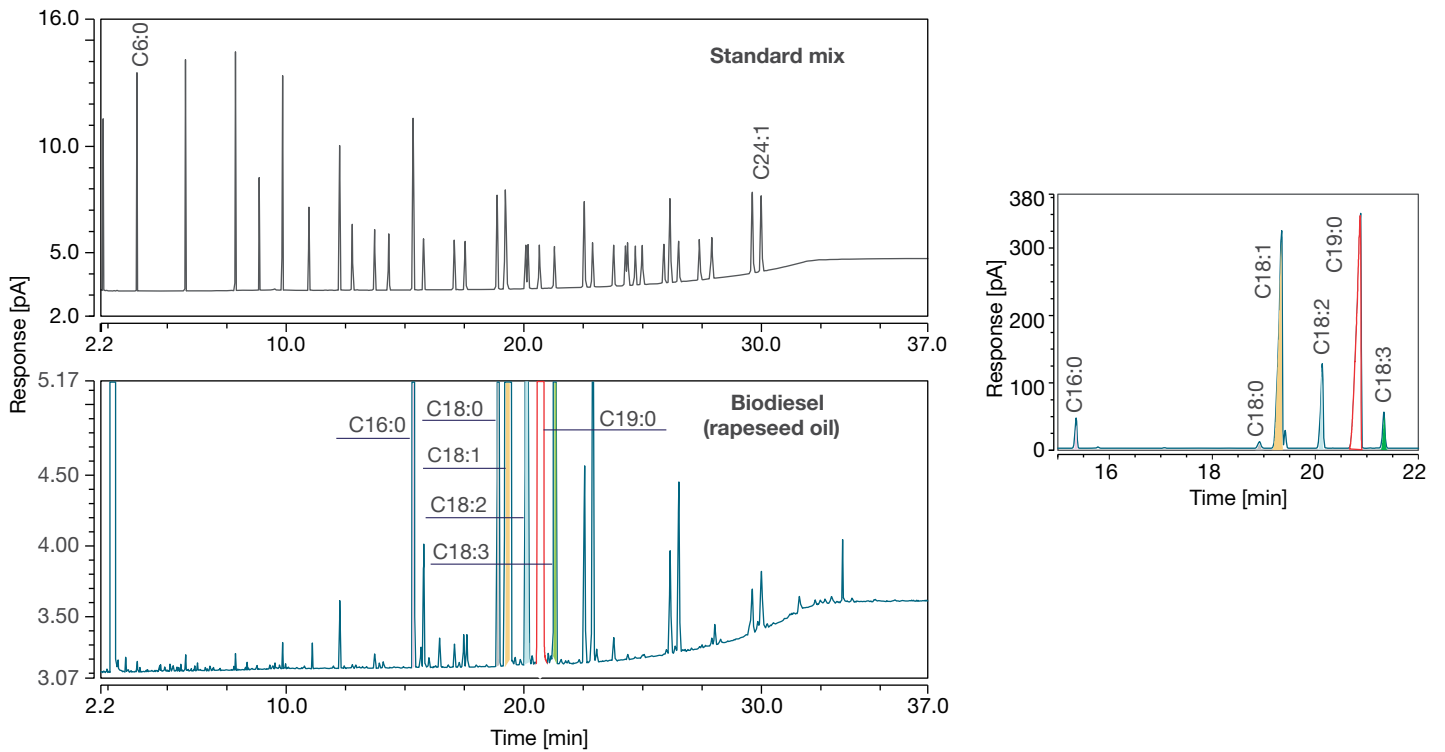 16.0
10.0
5.0
2.0
C6:0
Standard mix
C24:1
2.2
10.0
20.0
30.0
37.0
Response [pA]
5.17
4.50
4.00
3.50
3.07
C16:0
C18:0
C18:1
C18:2
C18:3
C19:0
Biodiesel
(rapeseed oil)
2.2
10.0
20.0
30.0
37.0
Time [min]
380
300
200
100
0
Response [pA]
C16:0
C18:0
C18:1
C18:2
C19:0
C18:3
16
18
20
22
Time [min]